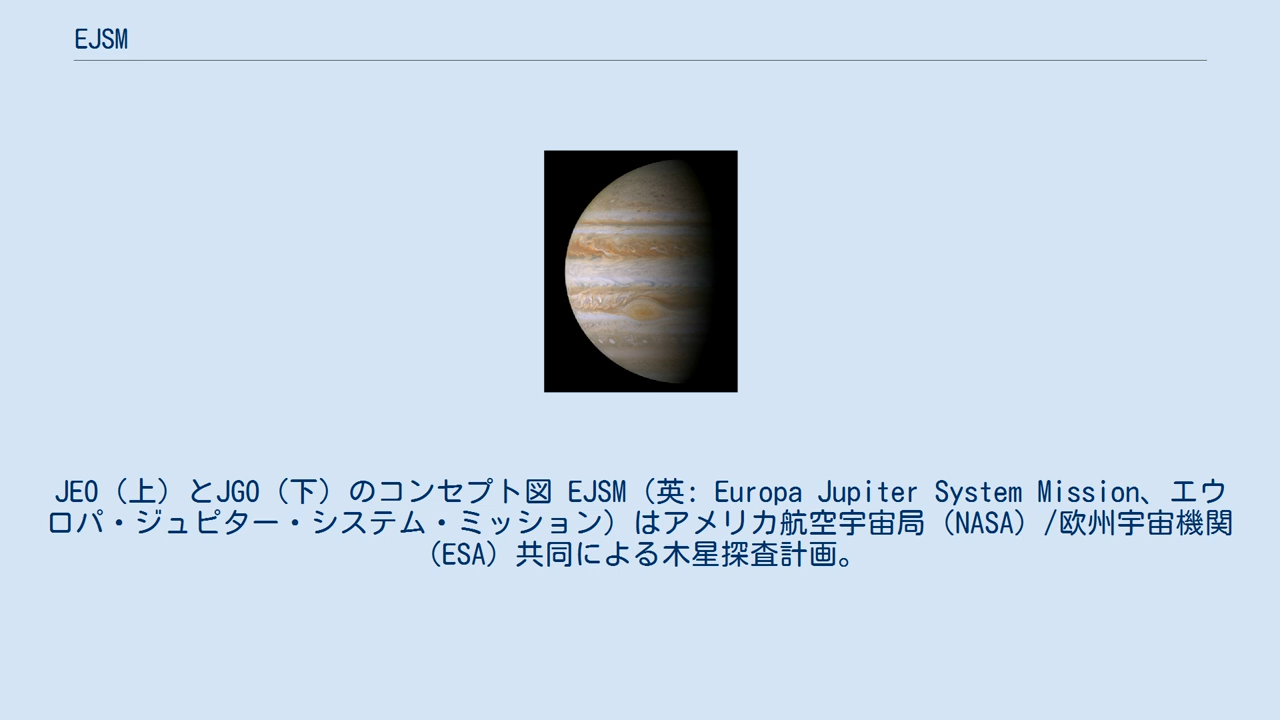 EJSM
JEO（上）とJGO（下）のコンセプト図 EJSM（英: Europa Jupiter System Mission、エウ
ロパ・ジュピター・システム・ミッション）はアメリカ航空宇宙局（NASA）/欧州宇宙機関
（ESA）共同による木星探査計画。